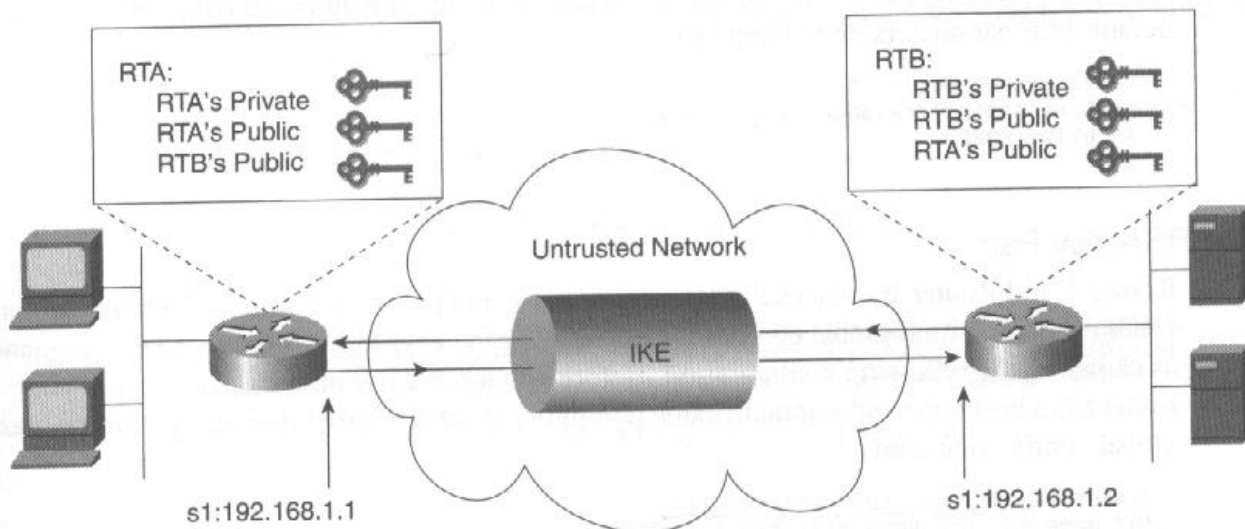 RTA:
RTA's Private
RTA's Public
RTB's Public
RTB:
RTB's Private
RTB's Public
RTA's Public
Untrusted Network
IKE
s1:192.168.1.1
s1:192.168.1.2